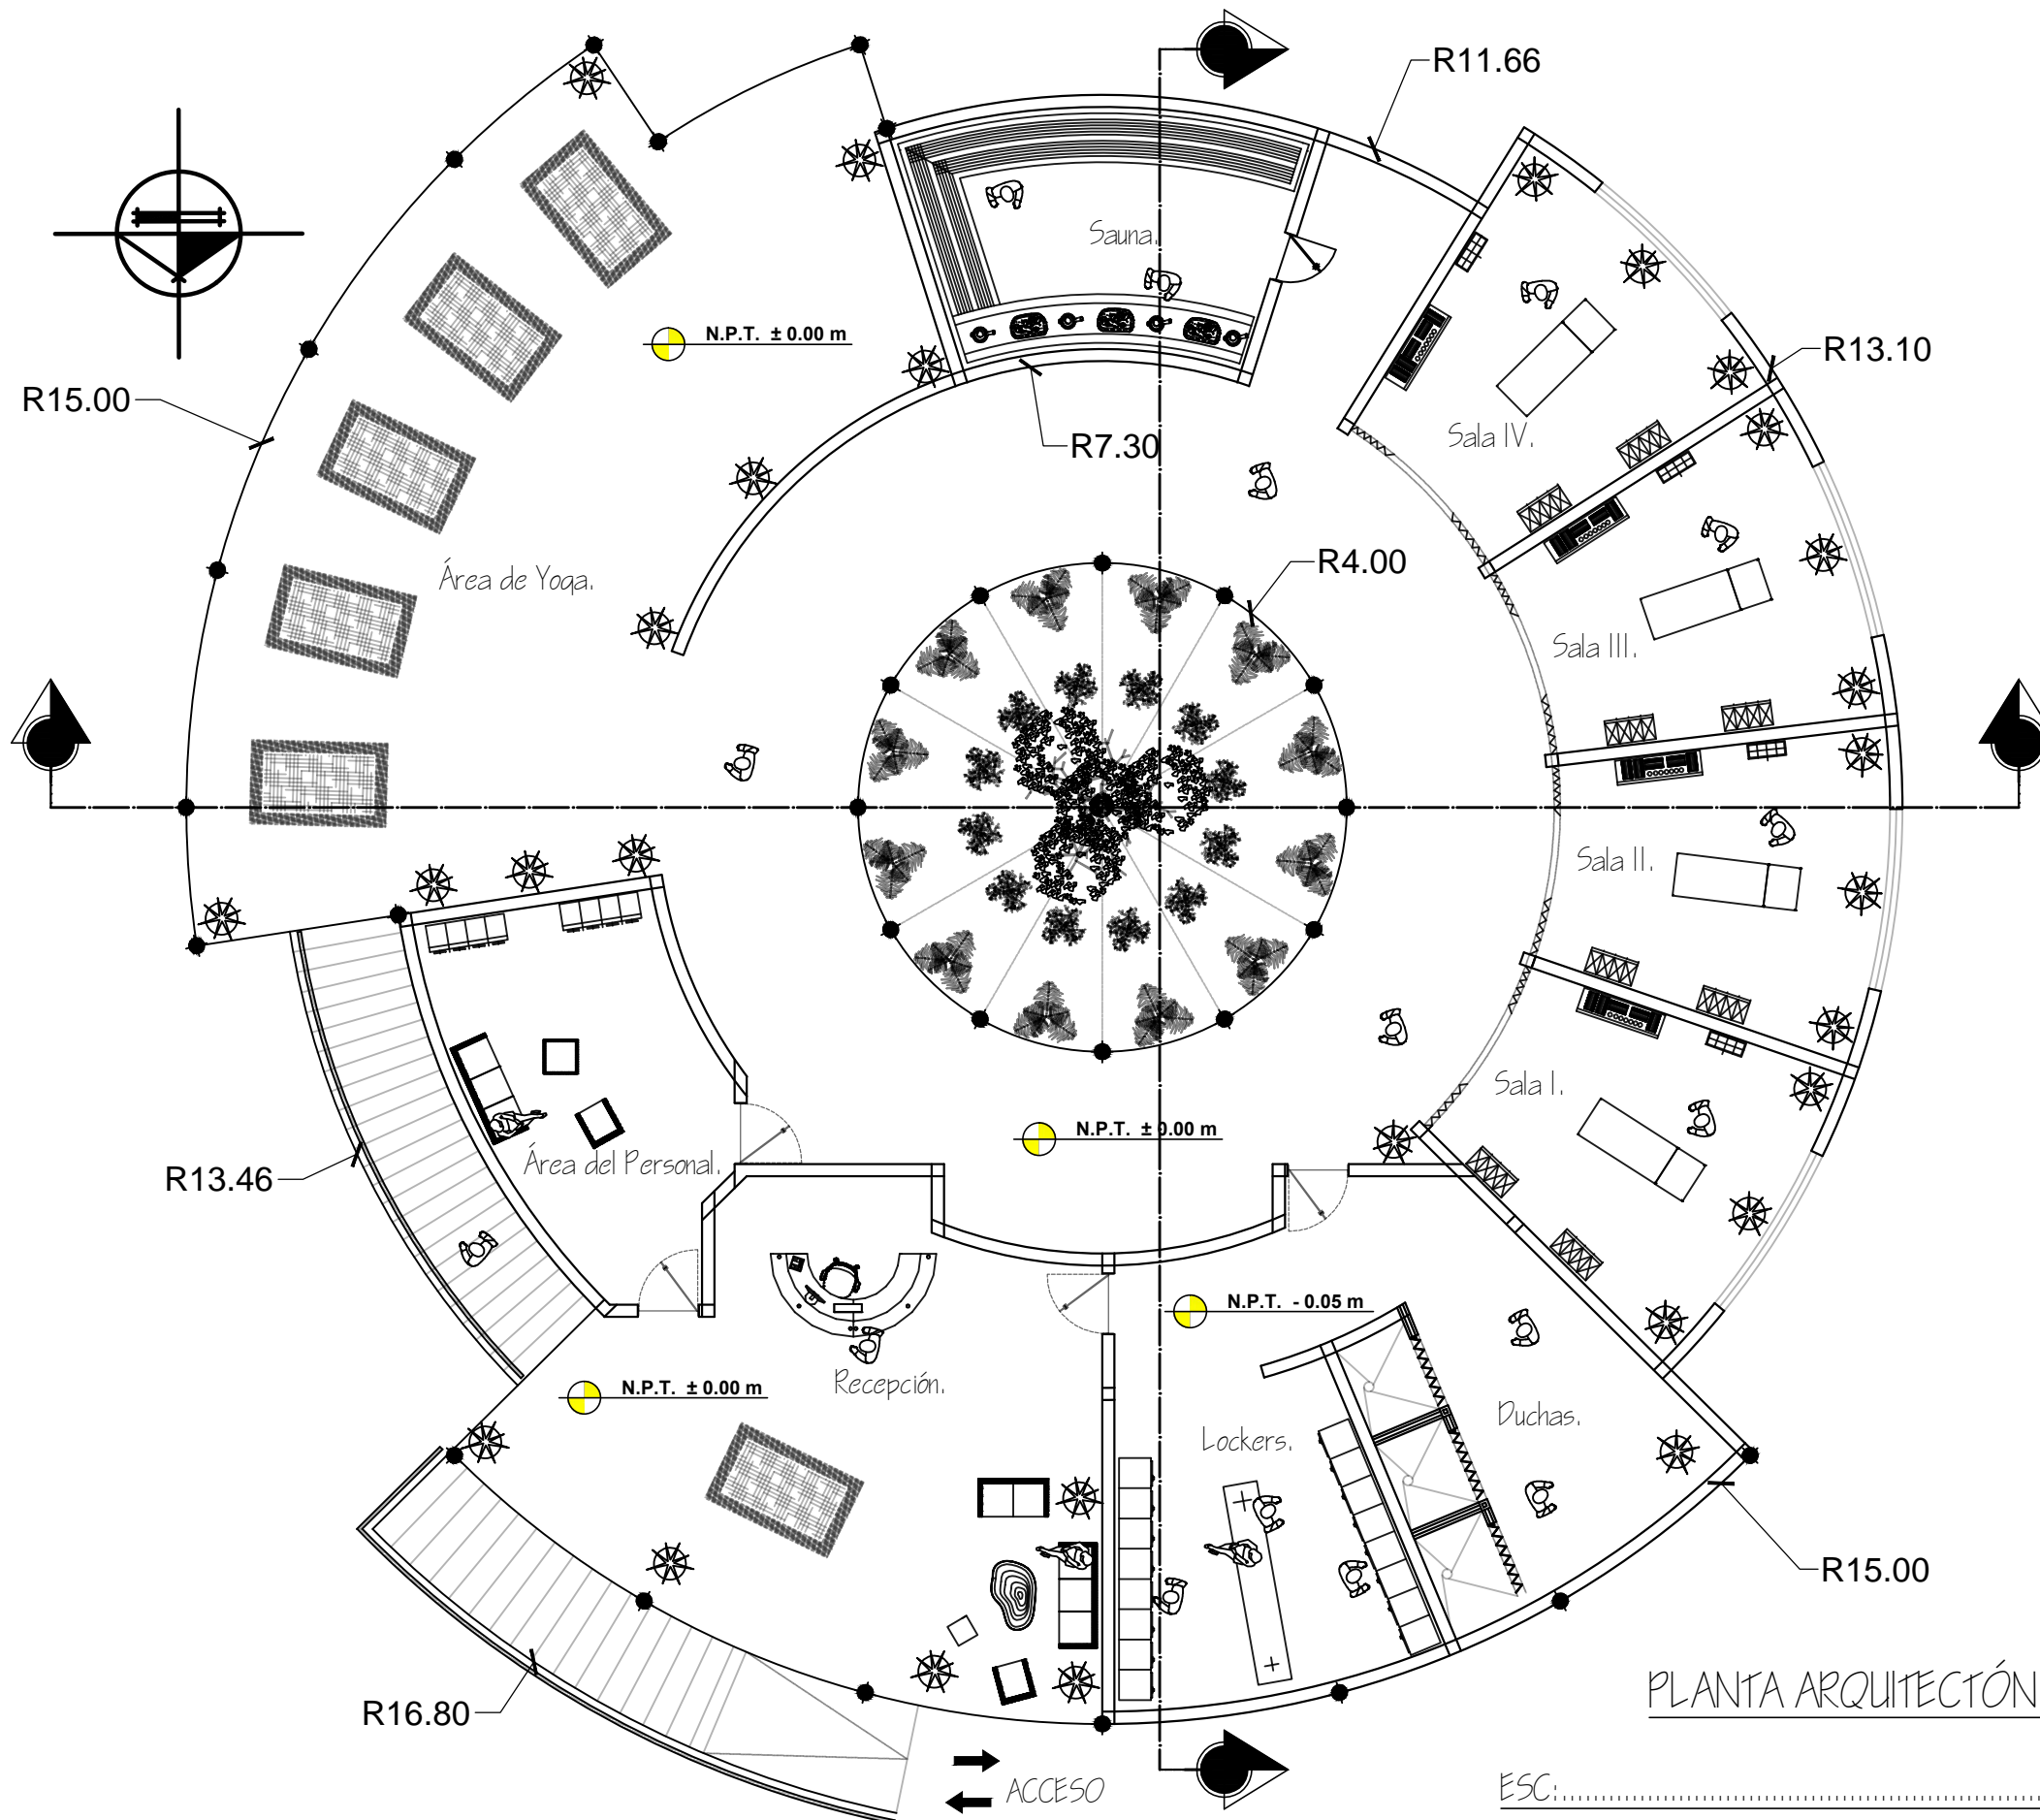 R11.66
Sauna.
R13.10
N.P.T. ± 0.00 m
R15.00
R7.30
Sala IV.
R4.00
Área de Yoga.
Sala III.
Sala II.
Sala I.
N.P.T. ± 0.00 m
Área del Personal.
R13.46
N.P.T. - 0.05 m
N.P.T. ± 0.00 m
Recepción.
Duchas.
Lockers.
R15.00
R16.80
PLANTA ARQUITECTÓN
ACCESO
ESC: